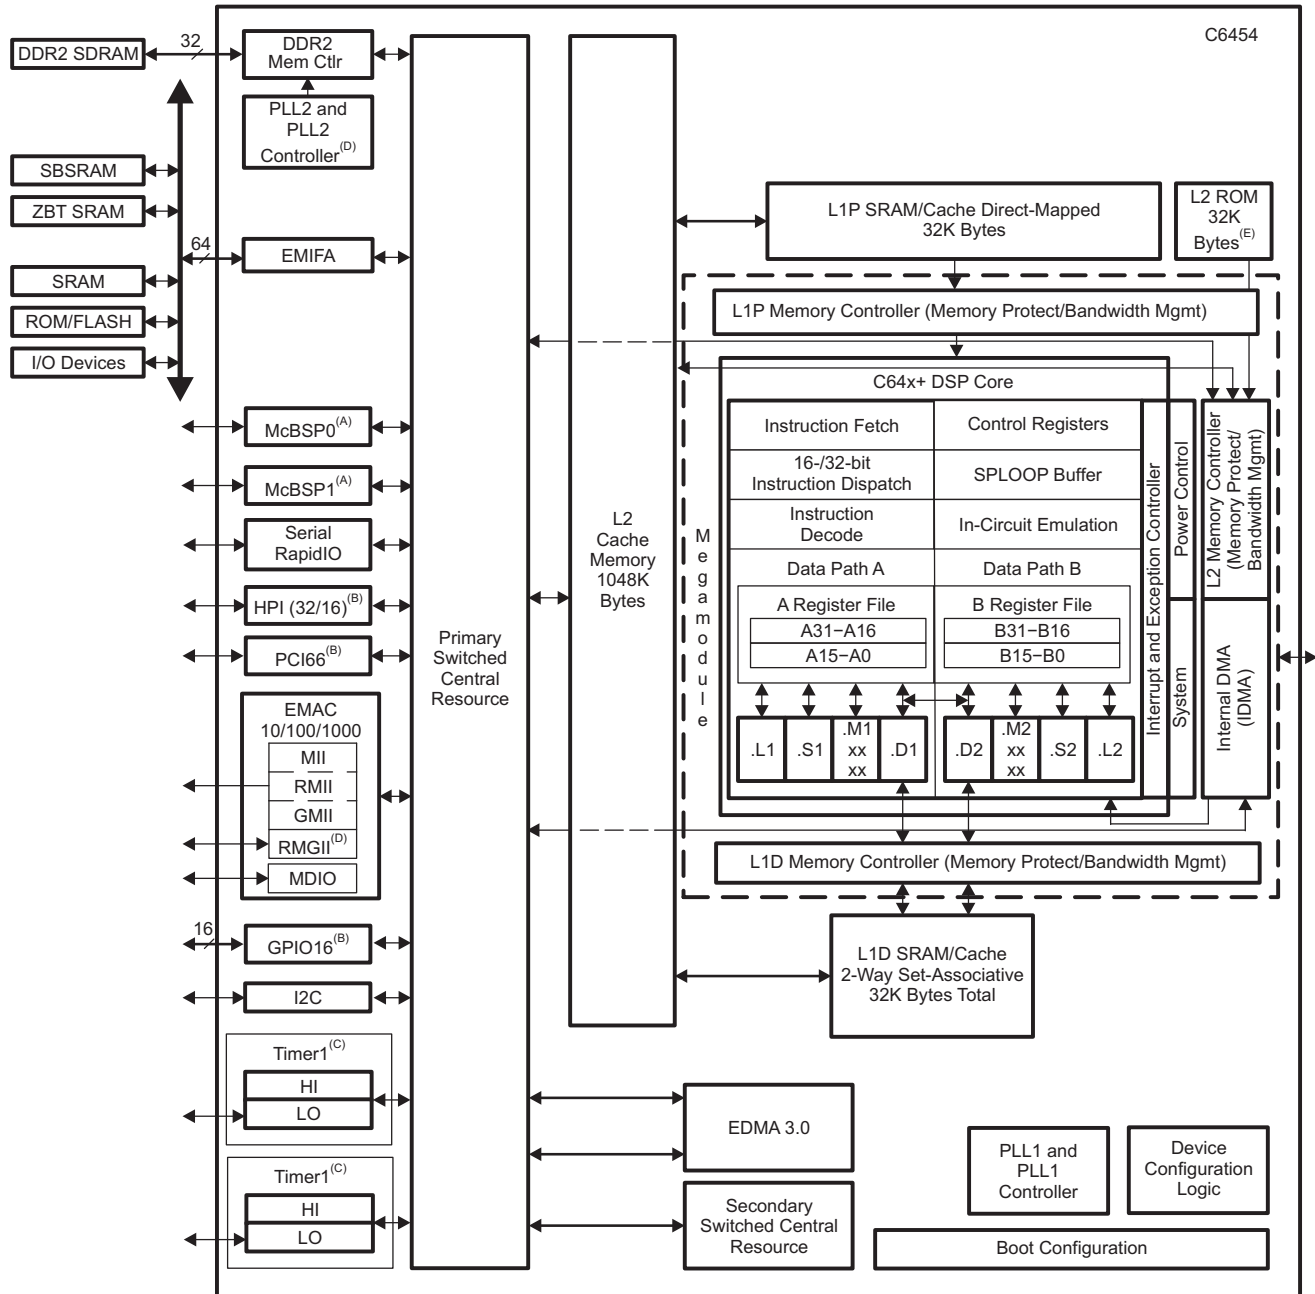 C6454
DDR2 SDRAM
32
DDR2
Mem Ctlr
PLL2 and
PLL2
Controller(D)
SBSRAM
ZBT SRAM
64
EMIFA
SRAM
ROM/FLASH
I/O Devices
McBSP0(A)
McBSP1(A)
Serial
RapidIO
HPI (32/16)(B)
PCI66(B)
EMAC
10/100/1000
MII
RMII
GMII
RMGII(D)
MDIO
16
GPIO16(B)
I2C
Timer1(C)
HI
LO
Timer1(C)
HI
LO
Primary
Switched
Central
Resource
L2
Cache
Memory
1048K
Bytes
L1P SRAM/Cache Direct-Mapped
32K Bytes
L2 ROM
32K
Bytes(E)
L1P Memory Controller (Memory Protect/Bandwidth Mgmt)
Megamodule
C64x+ DSP Core
Instruction Fetch
Control Registers
16-/32-bit
Instruction Dispatch
SPLOOP Buffer
Instruction
Decode
In-Circuit Emulation
Data Path A
Data Path B
A Register File
B Register File
A31−A16
A15−A0
B31−B16
B15−B0
.L1
.S1
.M1
xx
xx
.D1
.D2
.M2
xx
xx
.S2
.L2
Interrupt and Exception Controller
Power Control
System
L2 Memory Controller
(Memory Protect/
Bandwidth Mgmt)
Internal DMA
(IDMA)
L1D Memory Controller (Memory Protect/Bandwidth Mgmt)
L1D SRAM/Cache
2-Way Set-Associative
32K Bytes Total
EDMA 3.0
Secondary
Switched Central
Resource
PLL1 and
PLL1
Controller
Device
Configuration
Logic
Boot Configuration